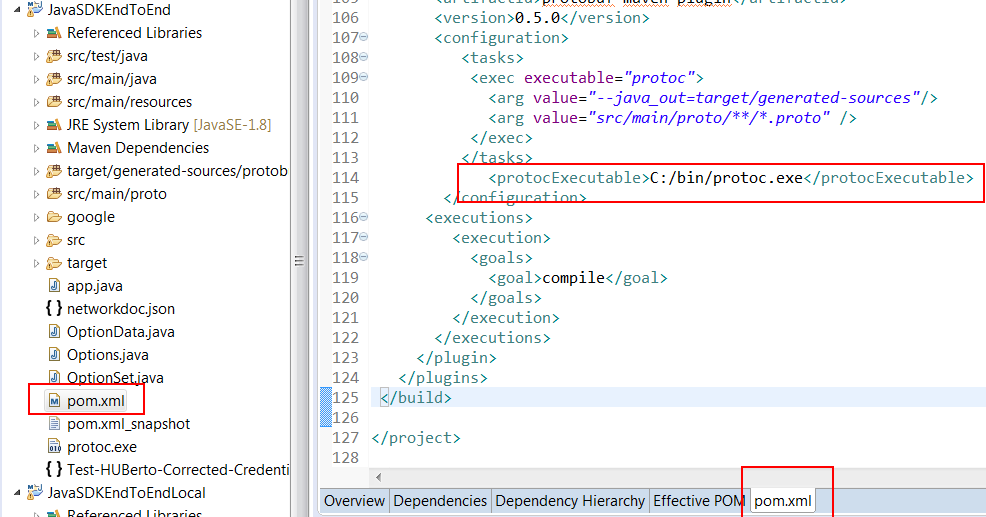 JavaSDKEndToEnd
Referenced Libraries
src/test/java
src/main/java
src/main/resources
JRE System Library [JavaSE-1.8]
Maven Dependencies
target/generated-sources/protob
src/main/proto
google
src
target
app.java
networkdoc.json
OptionData.java
Options.java
OptionSet.java
pom.xml
pom.xml_snapshot
protoc.exe
Test-HUBerto-Corrected-Credenti
JavaSDKEndToEndLocal
Referenced Libraries
106 <version>0.5.0</version>
107 <configuration>
108 <tasks>
109 <exec executable="protoc">
110 <arg value="--java_out=target/generated-sources"/>
111 <arg value="src/main/proto/**/*.proto" />
112 </exec>
113 </tasks>
114 <protocExecutable>C:/bin/protoc.exe</protocExecutable>
115 </configuration>
116 <executions>
117 <execution>
118 <goals>
119 <goal>compile</goal>
120 </goals>
121 </execution>
122 </executions>
123 </plugin>
124 </plugins>
125 </build>
126
127 </project>
128
Overview Dependencies Dependency Hierarchy Effective POM pom.xml